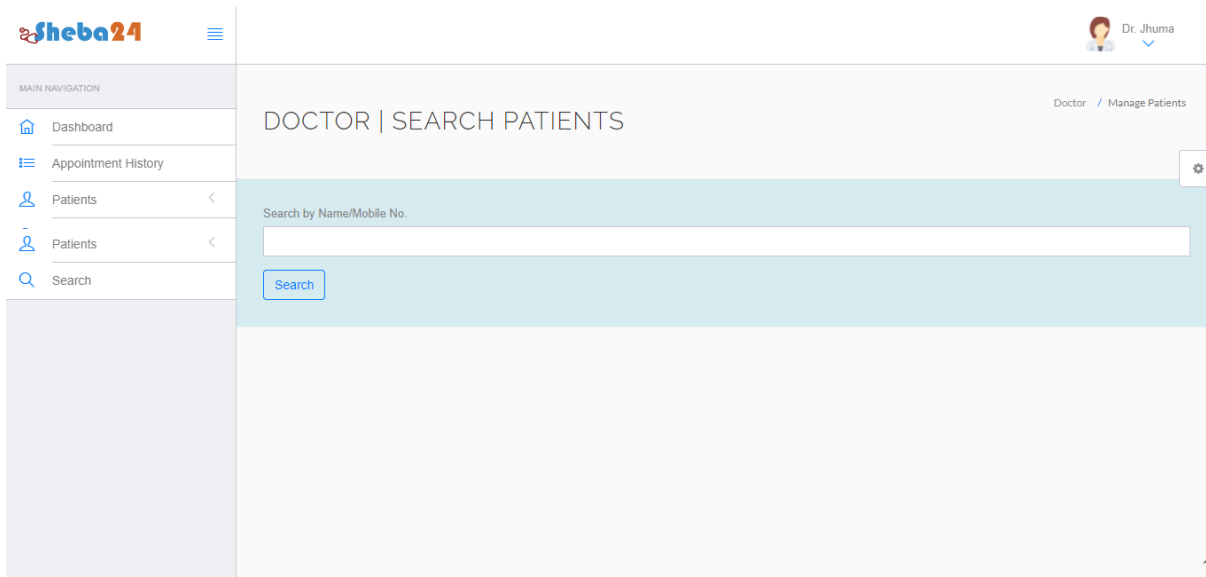 Sheba24
Dr. Jhuma
MAIN NAVIGATION
Dashboard
Appointment History
Patients
Patients
Search
Doctor / Manage Patients
DOCTOR | SEARCH PATIENTS
Search by Name/Mobile No.
Search